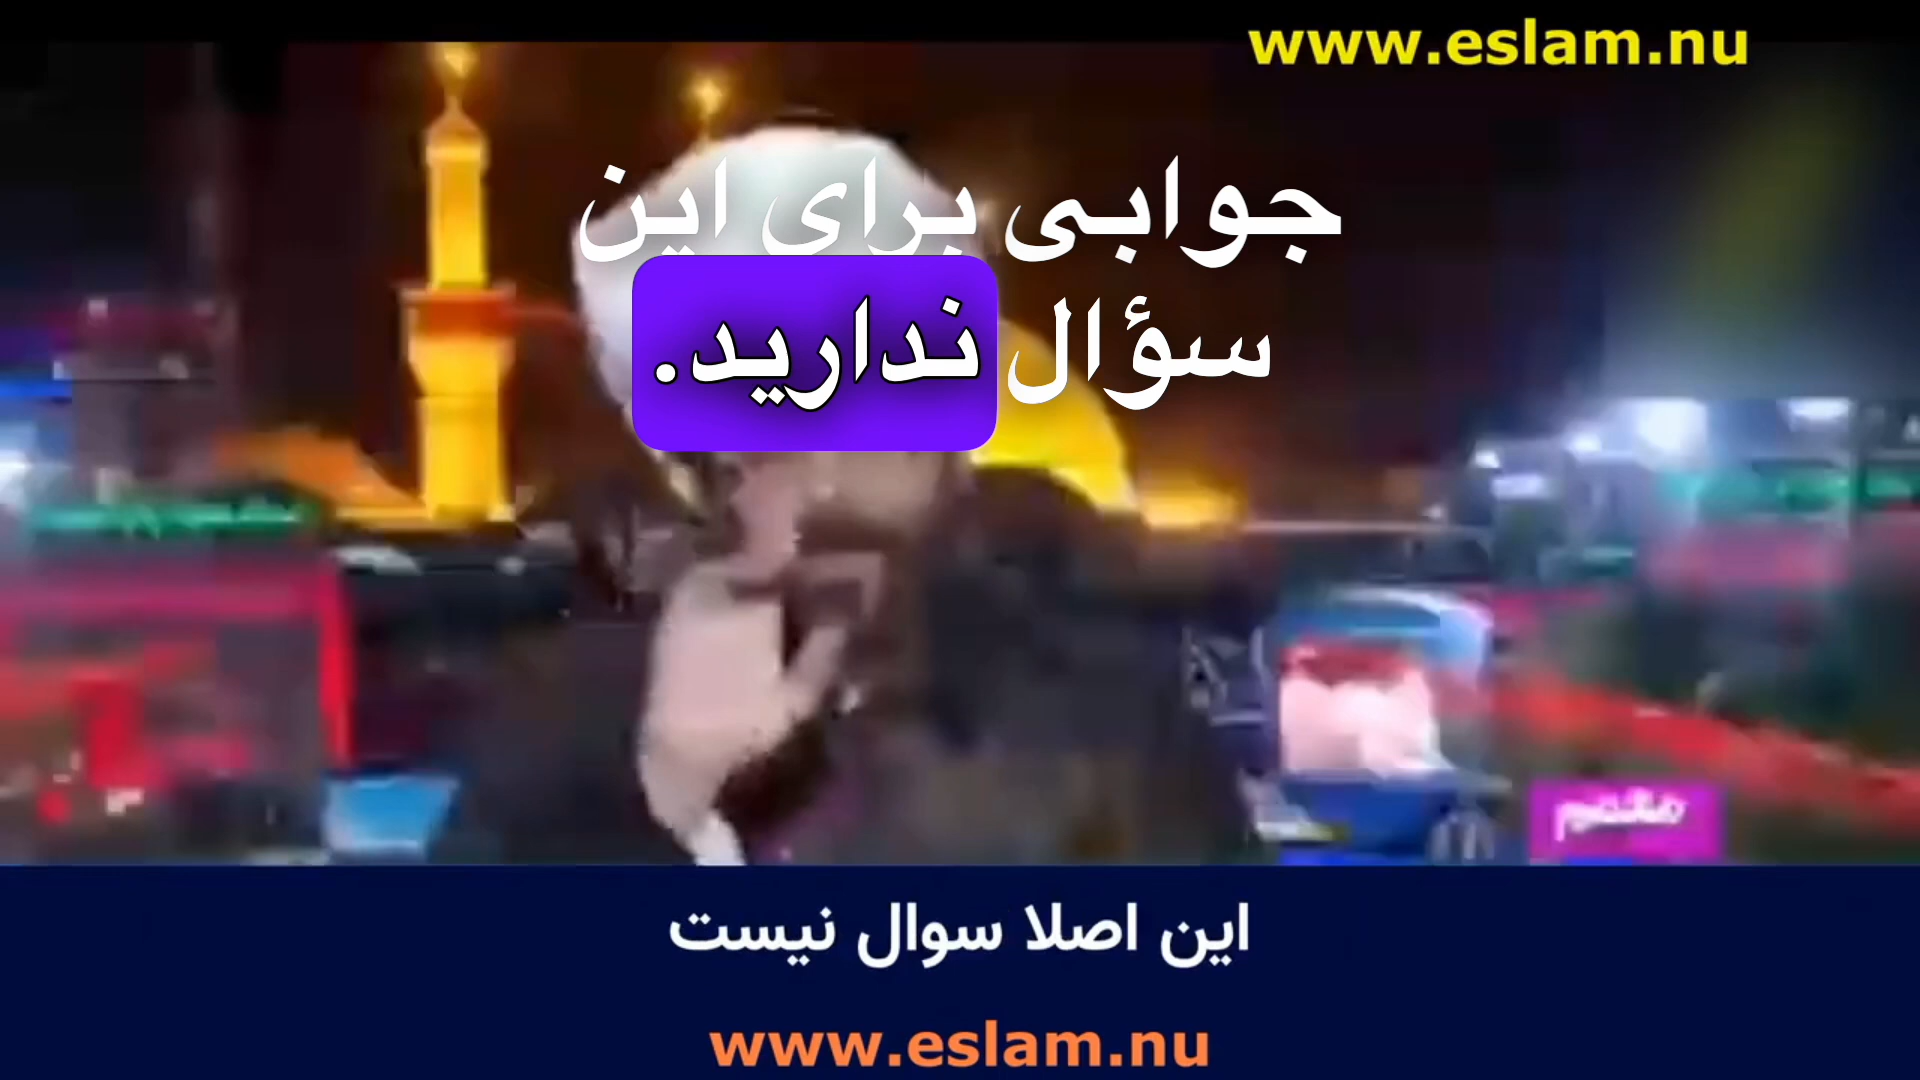 www.eslam.nu
جوابی برای این
سؤال ندارید.
این اصلا سوال نیست
www.eslam.nu